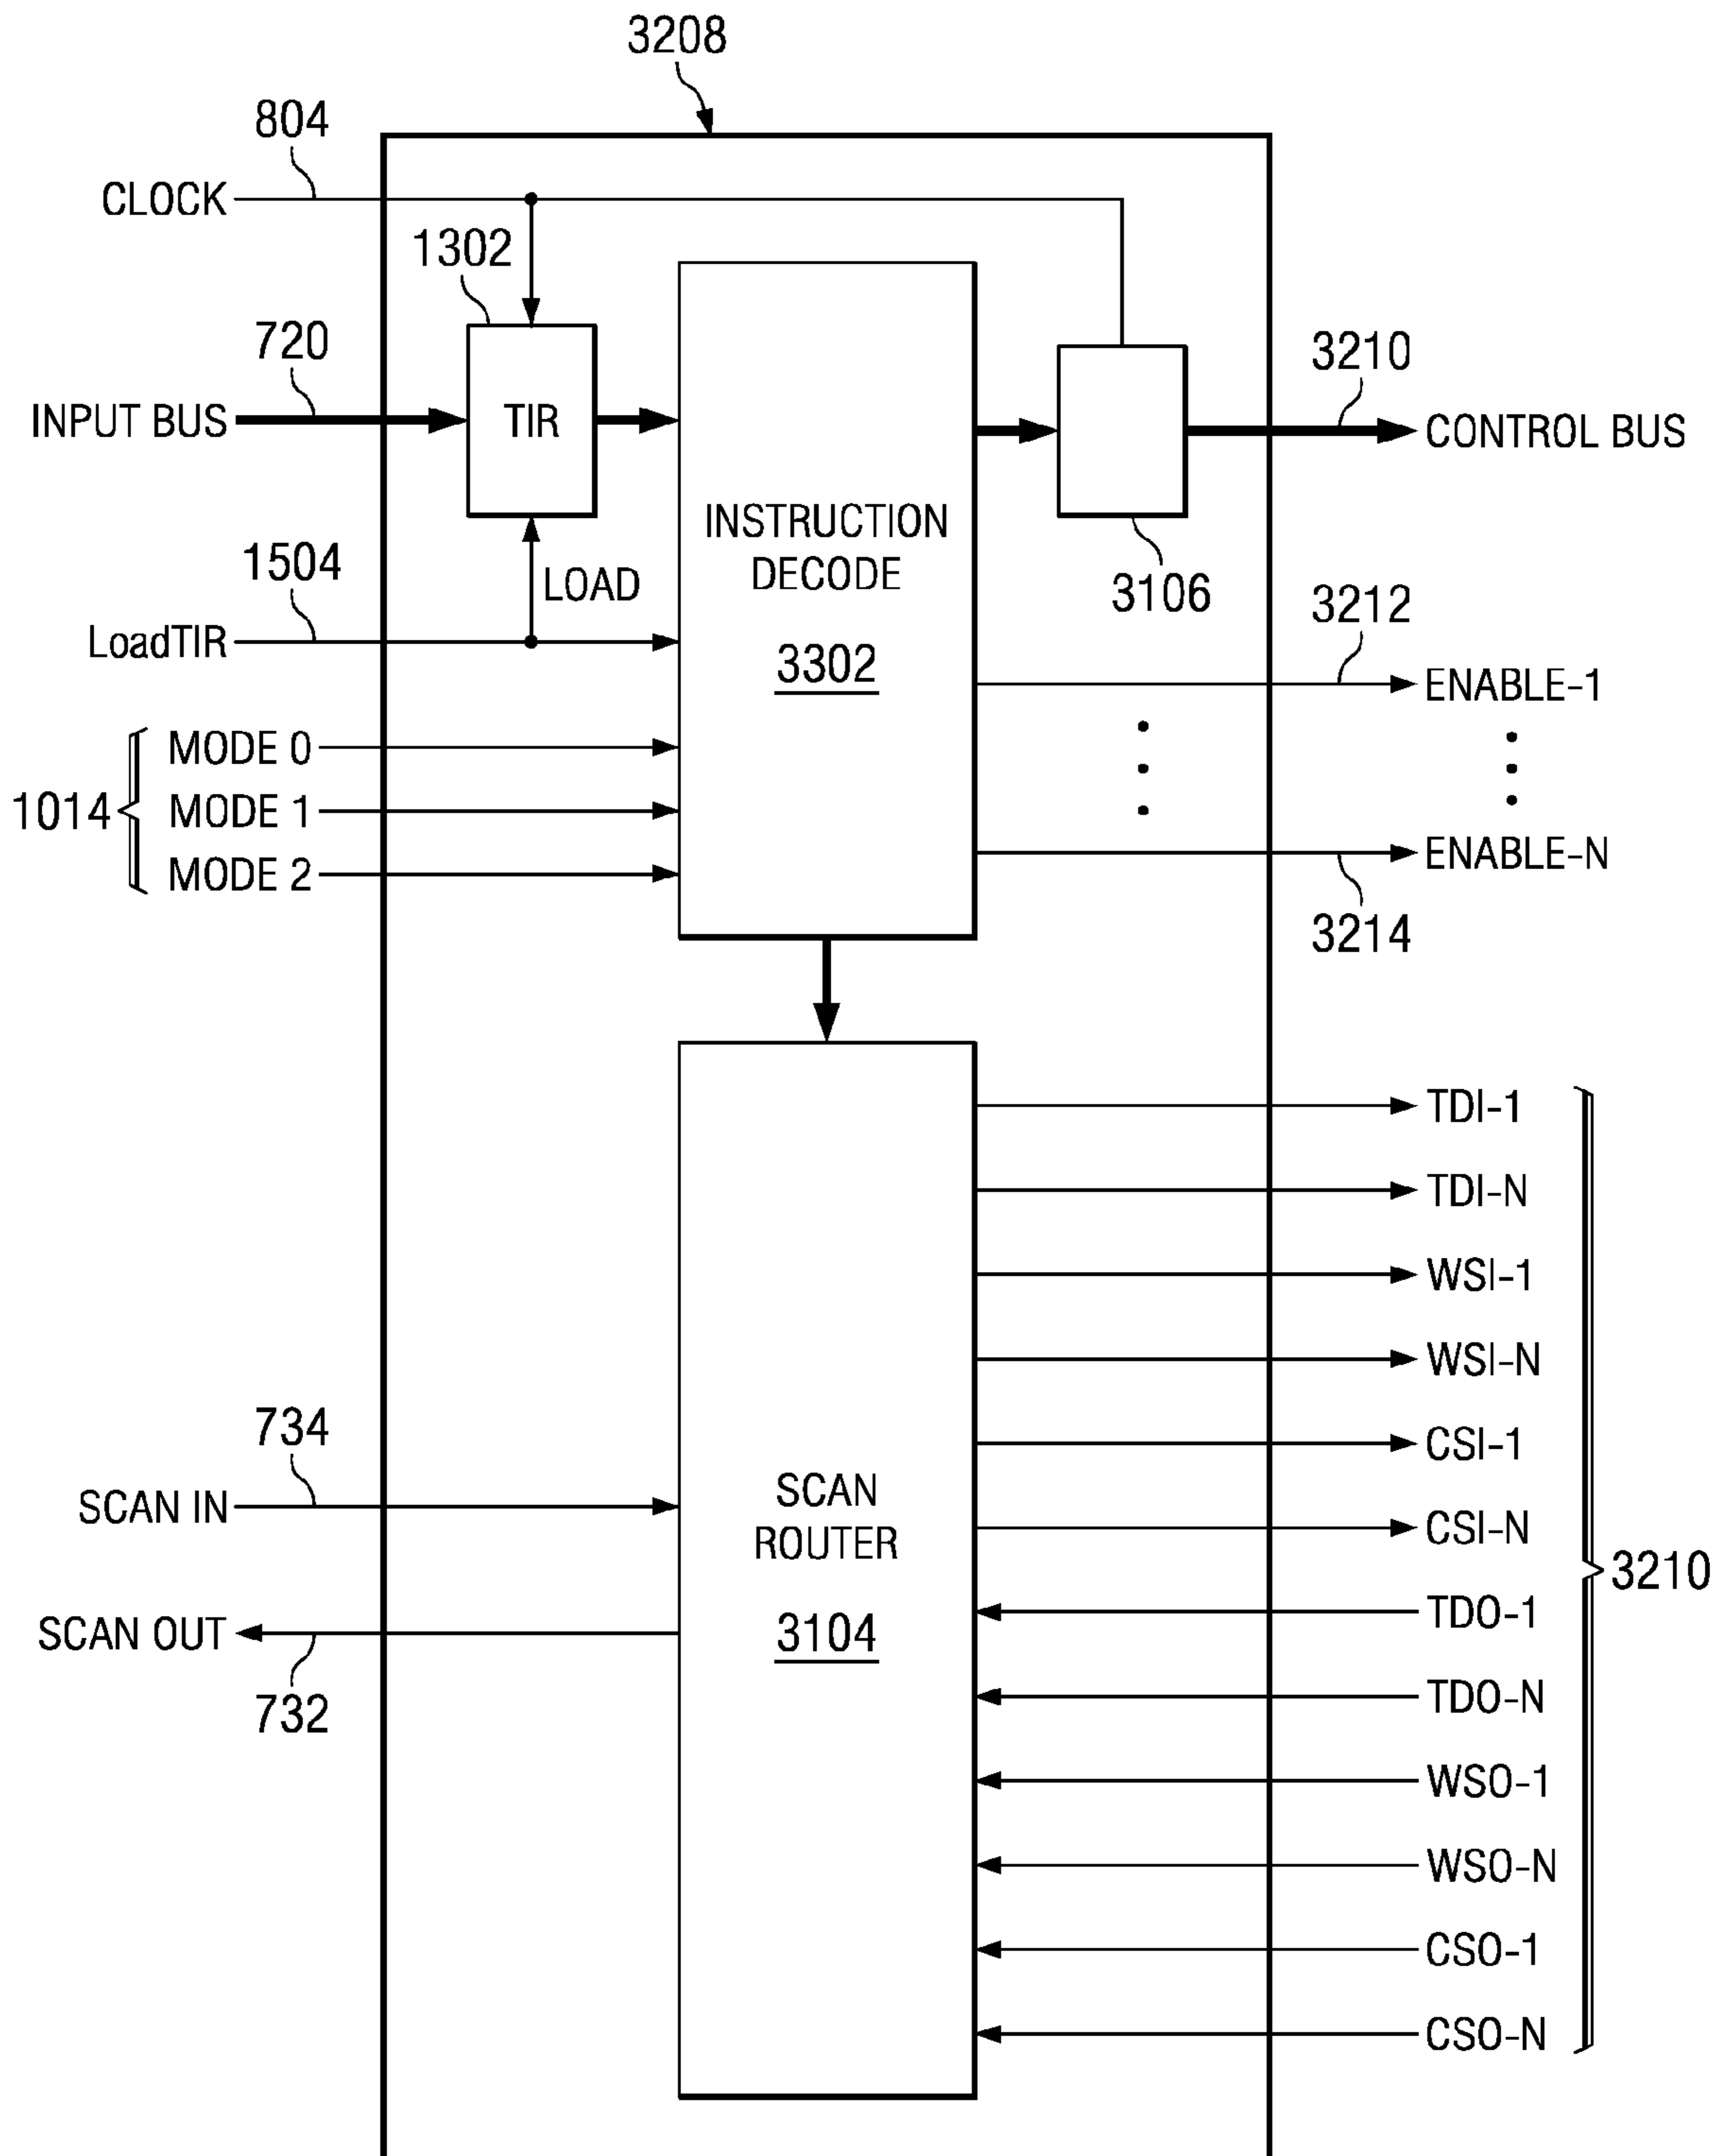 3208
804
CLOCK
1302
720
INPUT BUS
TIR
3210
CONTROL BUS
INSTRUCTION
DECODE
3302
3106
1504
LOAD
LoadTIR
3212
ENABLE-1
1014
MODE 0
MODE 1
MODE 2
ENABLE-N
3214
TDI-1
TDI-N
WSI-1
WSI-N
734
CSI-1
SCAN IN
SCAN
ROUTER
3104
CSI-N
3210
TDO-1
SCAN OUT
732
TDO-N
WSO-1
WSO-N
CSO-1
CSO-N